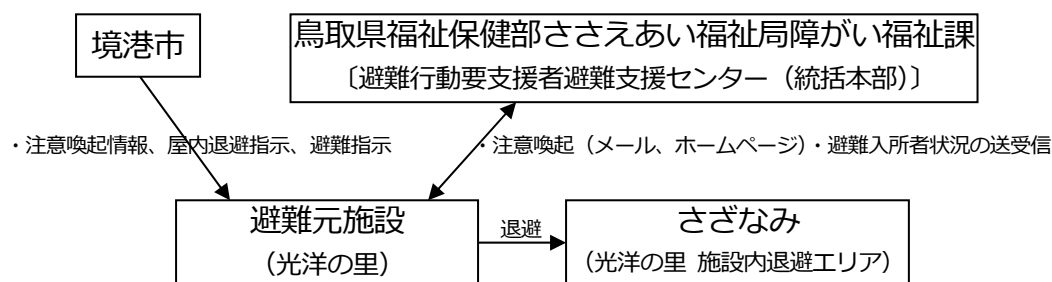 境港市
鳥取県福祉保健部ささえあい福祉局障がい福祉課
〔避難行動要支援者避難支援センター（統括本部）〕
・注意喚起情報、屋内退避指示、避難指示
・注意喚起（メール、ホームページ）・避難入所者状況の送受信
避難元施設
（光洋の里）
退避
さざなみ
（光洋の里 施設内退避エリア）